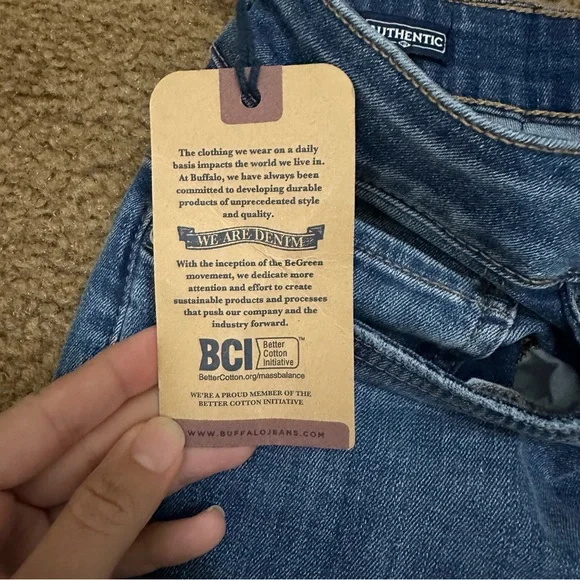 AUTHENTIC
The clothing we wear on a daily
basis impacts the world we live in.
At Buffalo, we have always been
committed to developing durable
products of unprecedented style
and quality.
WE ARE DENIM
With the inception of the BeGreen
movement, we dedicate more
attention and effort to create
sustainable products and processes
that push our company and the
industry forward.
BCI Better
Cotton
Initiative™
BetterCotton.org/massbalance
WE'RE A PROUD MEMBER OF THE
BETTER COTTON INITIATIVE
WWW.BUFFALOJEANS.COM